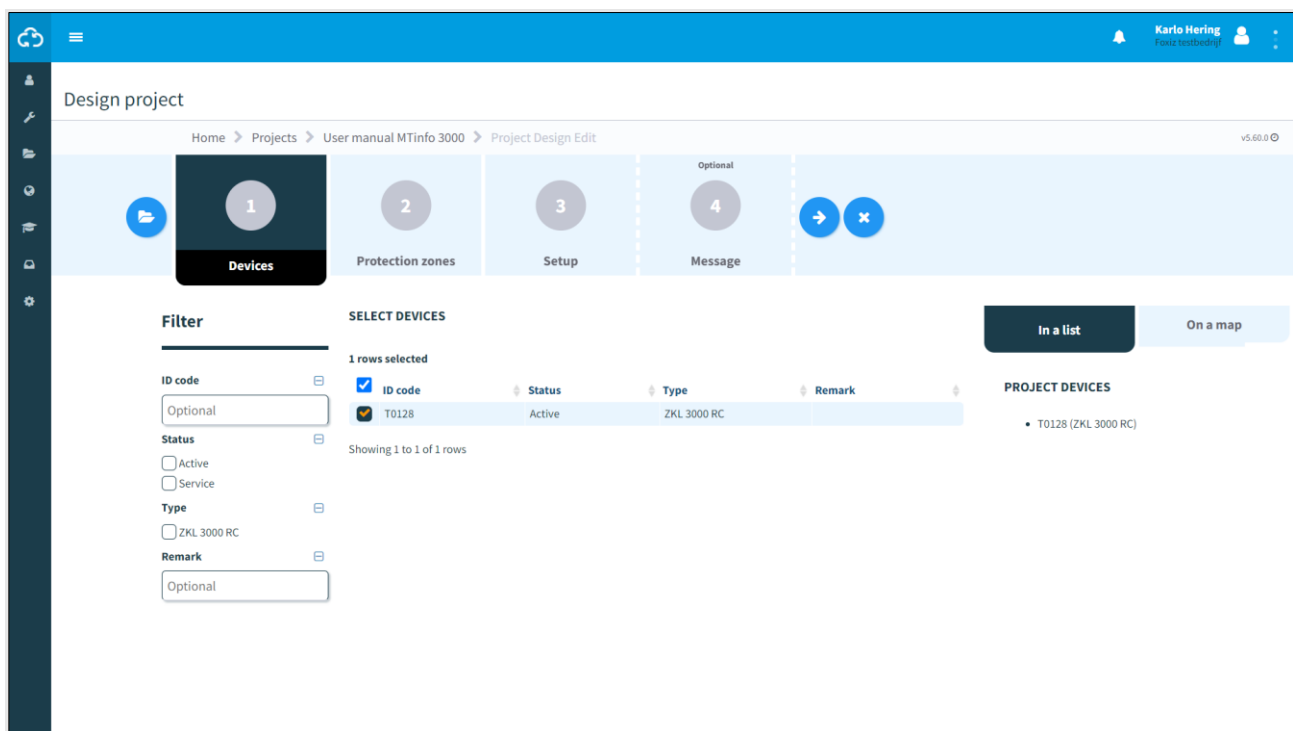 Karlo Hering
Fuxiz testbedrijf
Design project
Home Projects User manual MTinfo 3000 Project Design Edit
v5.60.0
Optional
1 2 3 4
Devices Protection zones Setup Message
Filter
ID code
Optional
Status
Active
Service
Type
ZKL 3000 RC
Remark
Optional
SELECT DEVICES
1 rows selected
ID code Status Type Remark
T0128 Active ZKL 3000 RC
Showing 1 to 1 of 1 rows
In a list On a map
PROJECT DEVICES
• T0128 (ZKL 3000 RC)